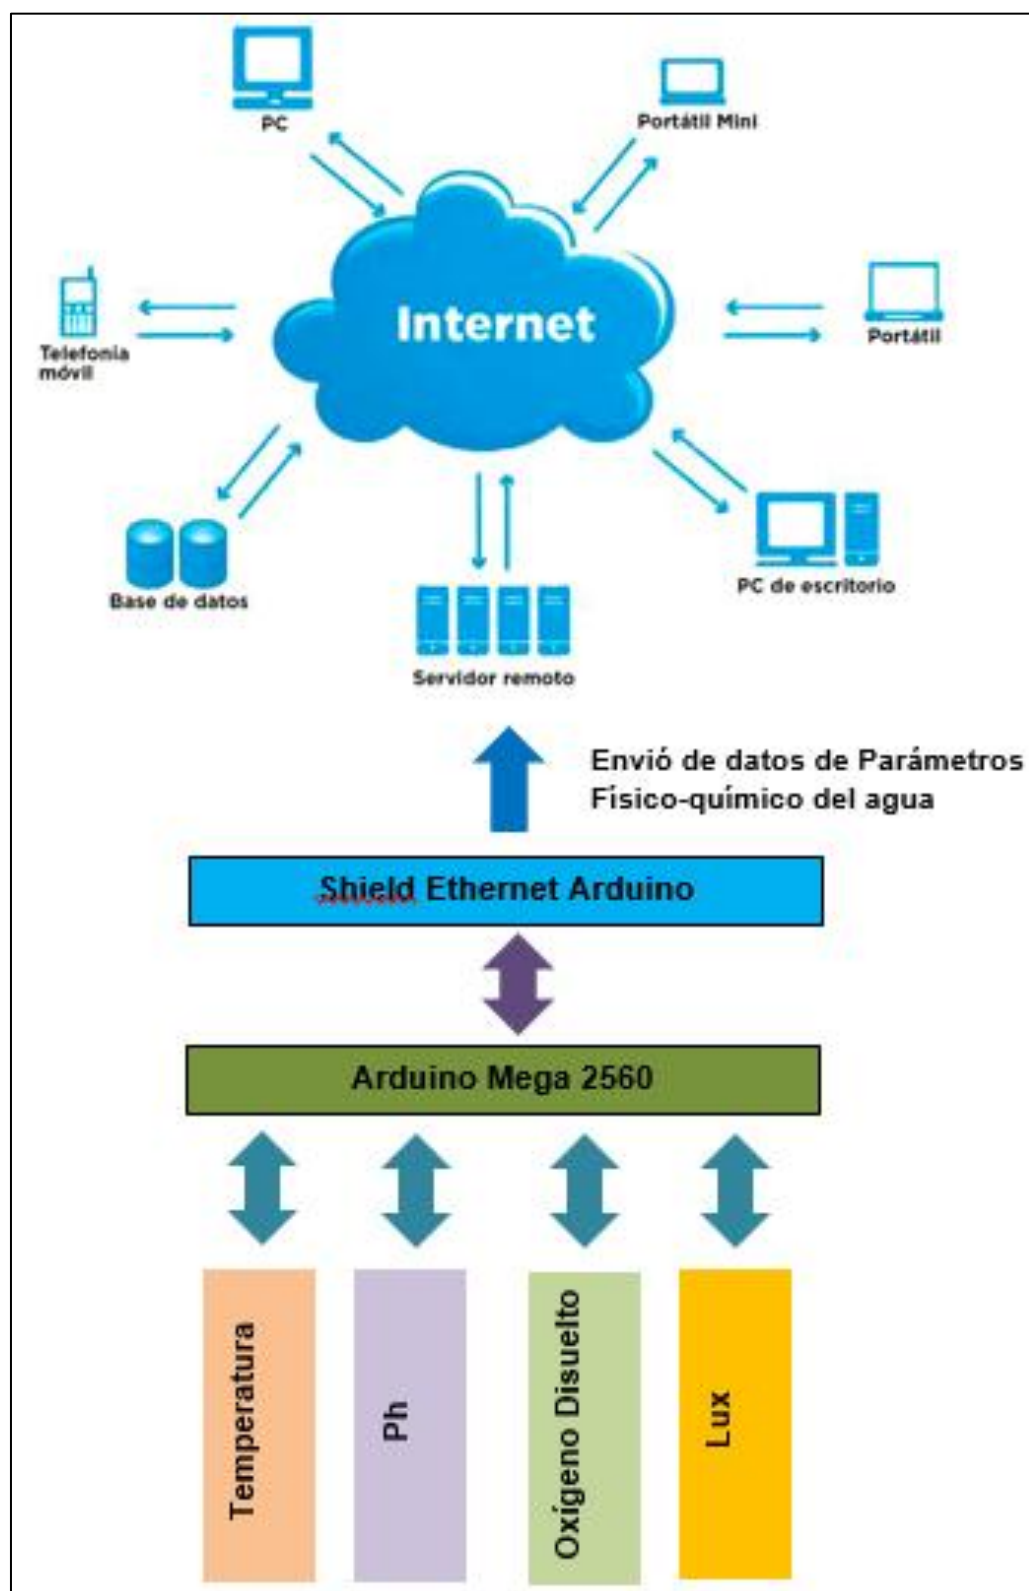 PC
Portátil Mini
Internet
Telefonía
móvil
Portátil
Base de datos
PC de escritorio
Servidor remoto
Envió de datos de Parámetros
Físico-químico del agua
Shield Ethernet Arduino
Arduino Mega 2560
Temperatura
Ph
Oxígeno Disuelto
Lux